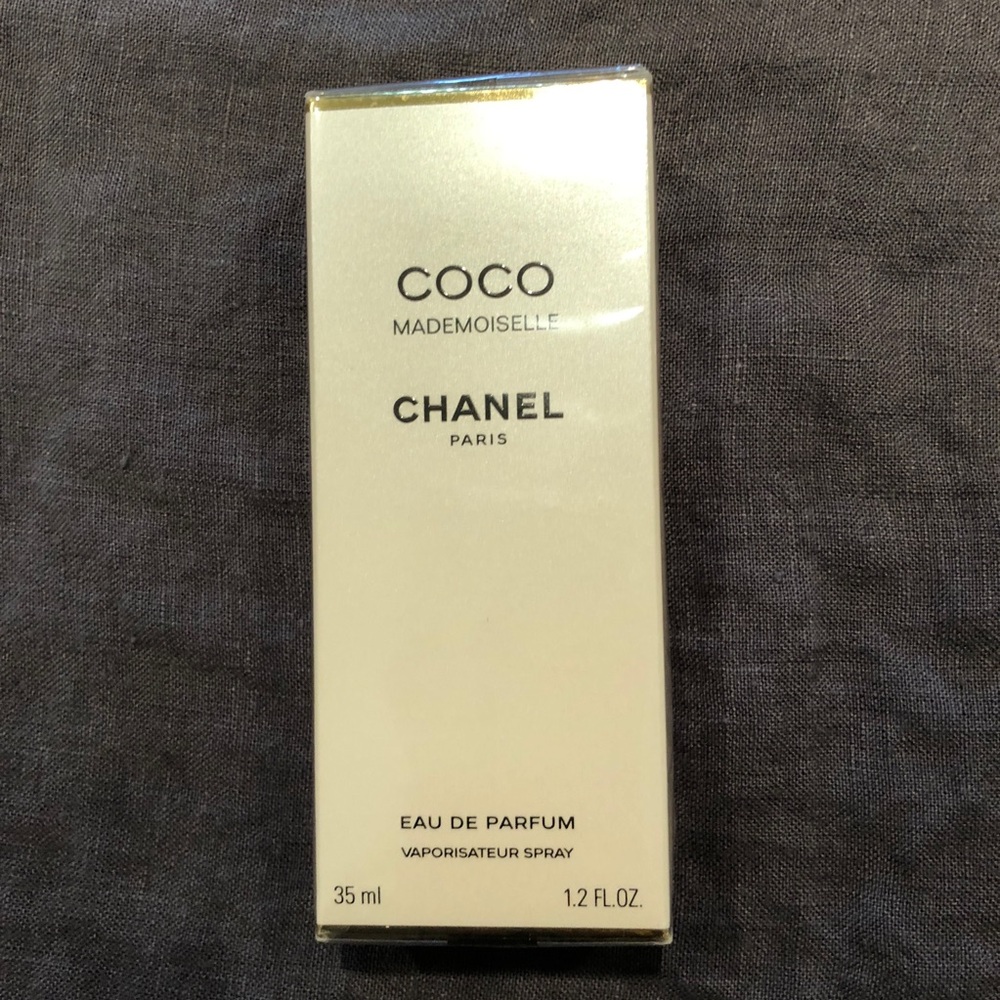 COCO
MADEMOISELLE
CHANEL
PARIS
EAU DE PARFUM
VAPORISATEUR SPRAY
35 ml 1.2 FL.OZ.